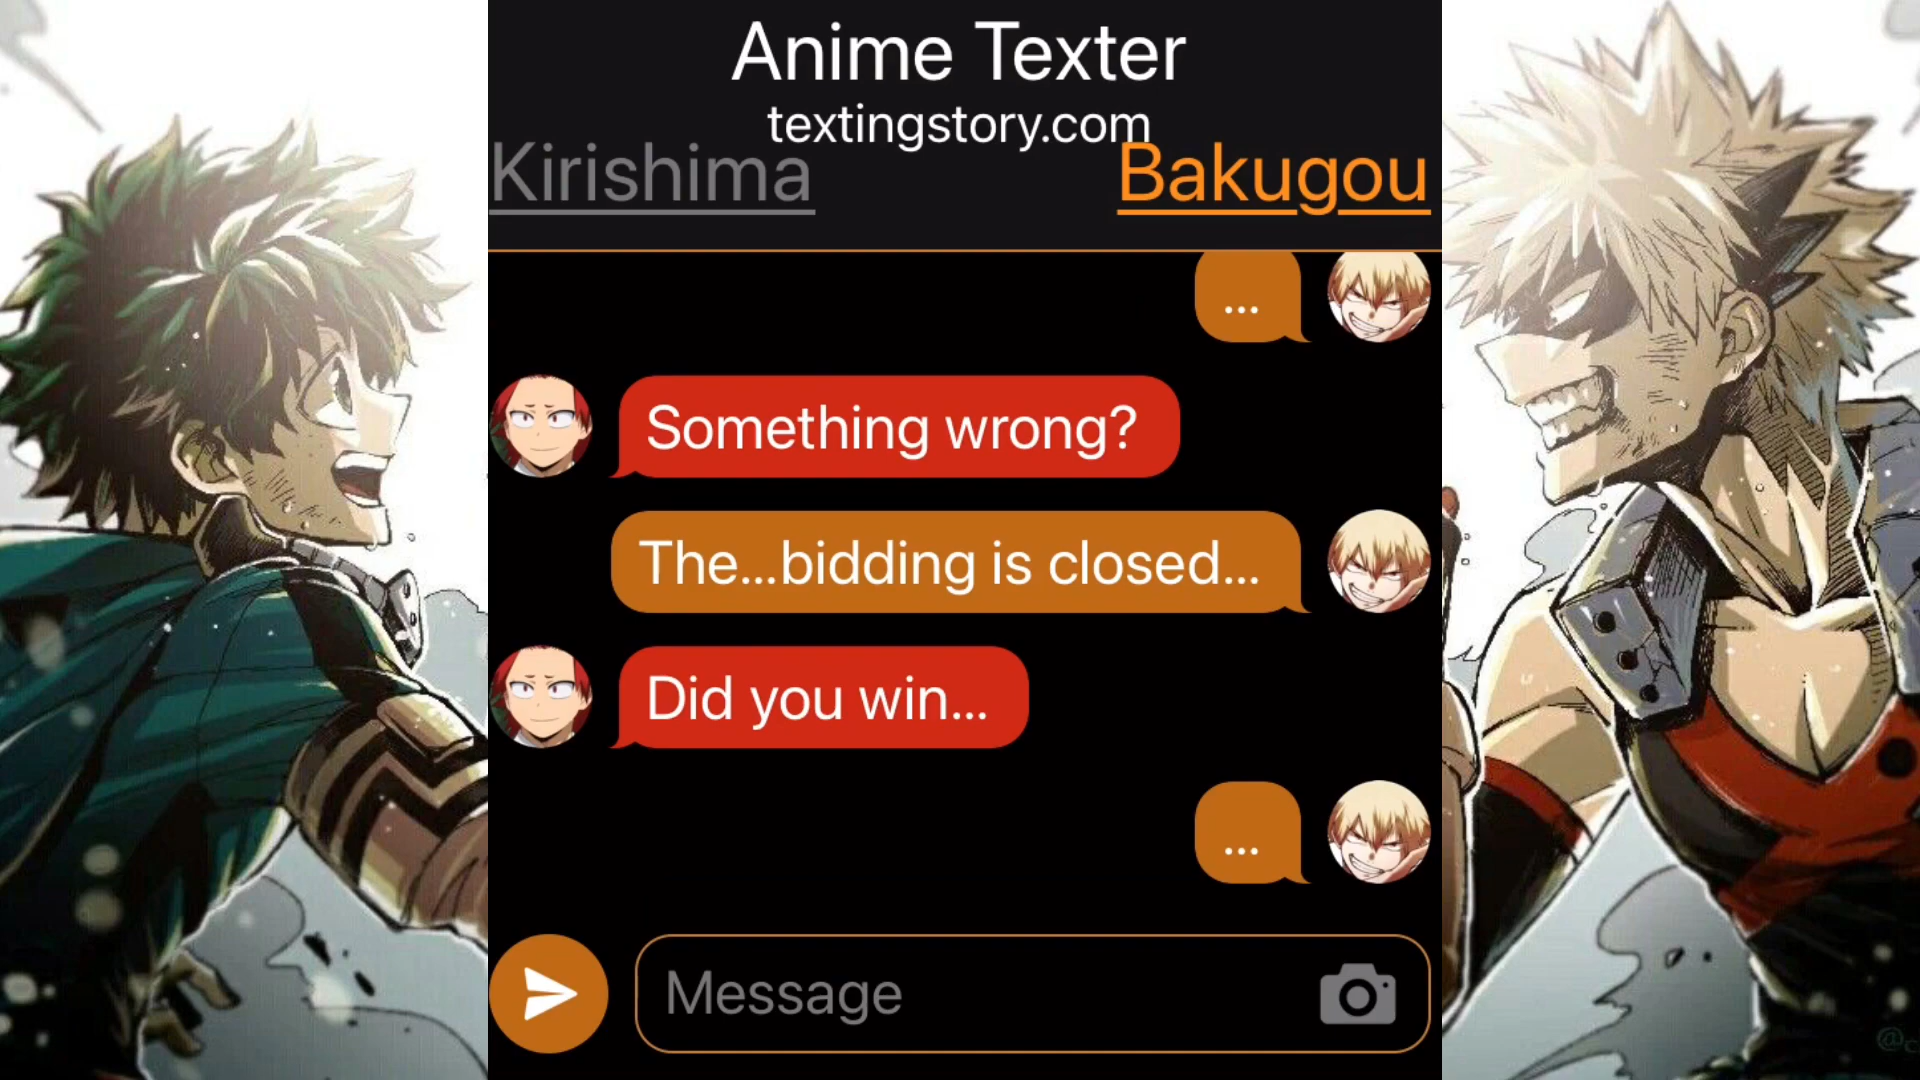 Anime Texter
textingstory.com
Kirishima
Bakugou
...
Something wrong?
The...bidding is closed...
Did you win...
...
Message